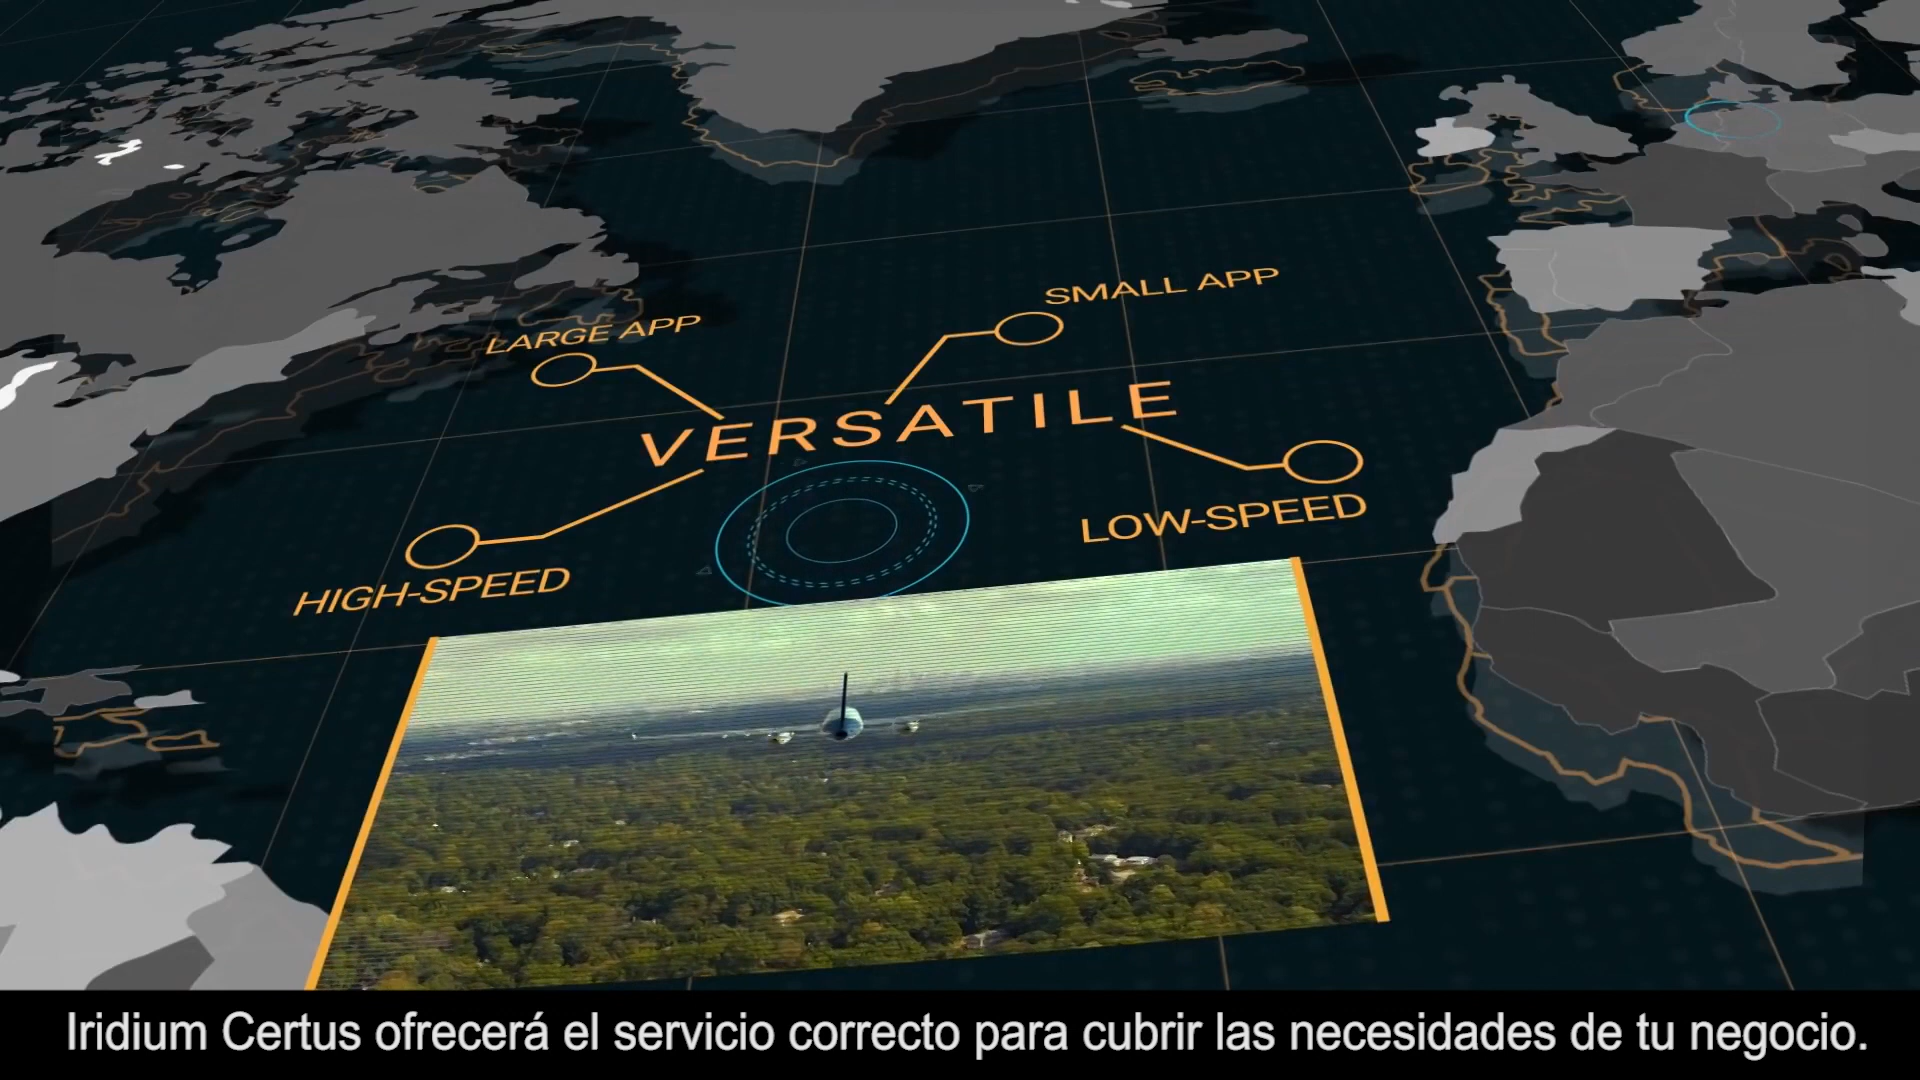 SMALL APP
LARGE APP
VERSATILE
LOW-SPEED
HIGH-SPEED
Iridium Certus ofrecerá el servicio correcto para cubrir las necesidades de tu negocio.